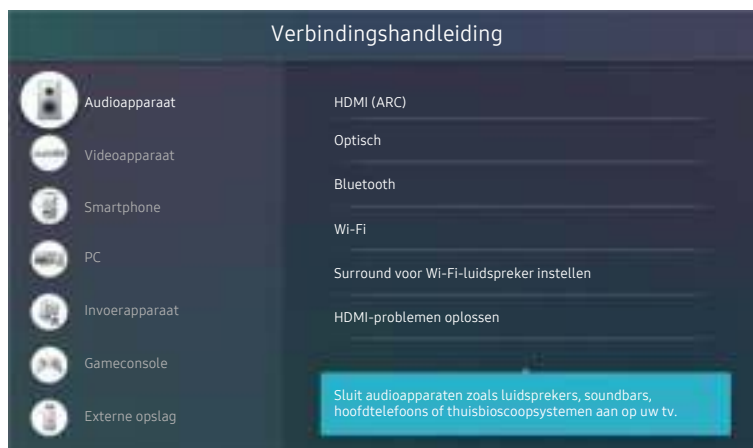 Verbindingshandleiding
Audioapparaat
Videoapparaat
Smartphone
PC
Invoerapparaat
Gameconsole
Externe opslag
HDMI (ARC)
Optisch
Bluetooth
Wi-Fi
Surround voor Wi-Fi-luidspreker instellen
HDMI-problemen oplossen
Sluit audioapparaten zoals luidsprekers, soundbars,
hoofdtelefoons of thuisbioscoopsystemen aan op uw tv.